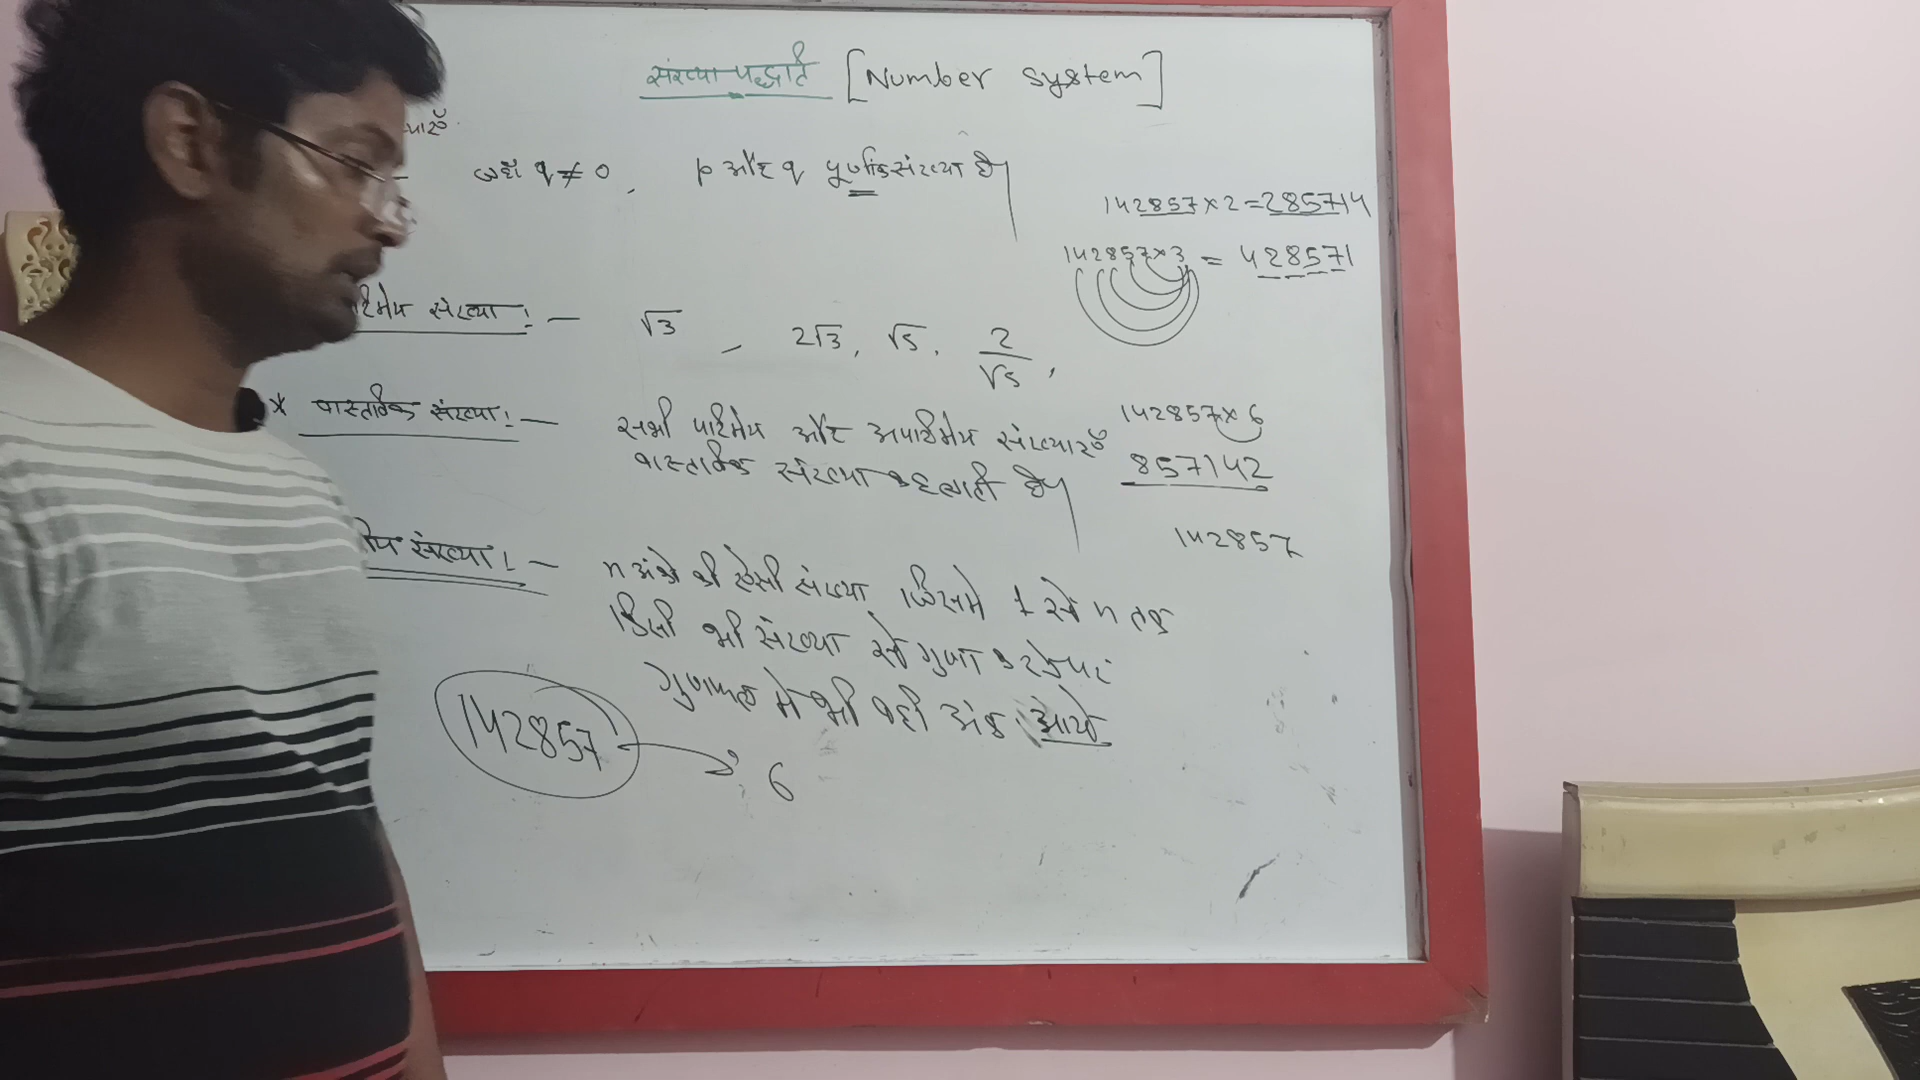 संख्या पद्धति [Number system]
याएँ
जहाँ q ≠ 0, p और q पूर्णांक संख्या है।
142857×2=285714
142857×3 = 428571
रिमेय संख्या:— √3, 2√3, √5, 2/√5,
* वास्तविक संख्या:— सभी परिमेय और अपरिमेय संख्याएँ
वास्तविक संख्या कहलाती है।
142857×6
857142
142857
संख्या:— n अंको की ऐसी संख्या जिसमे 1 से n तक
किसी भी संख्या से गुणा करने पर
गुणनफल मे भी वही अंक आये
142857 → 6